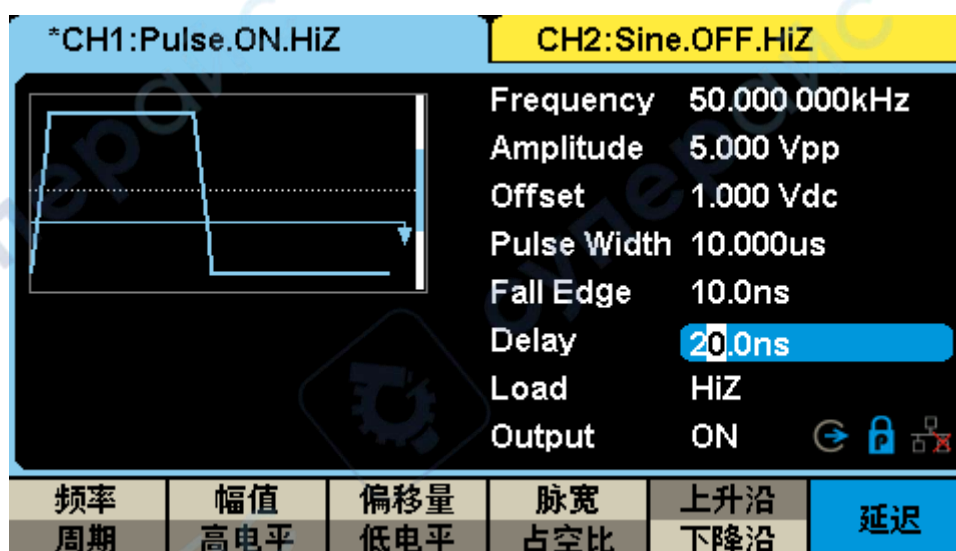 *CH1:Pulse.ON.HiZ CH2:Sine.OFF.HiZ
Frequency 50.000 000kHz
Amplitude 5.000 Vpp
Offset 1.000 Vdc
Pulse Width 10.000us
Fall Edge 10.0ns
Delay 20.0ns
Load HiZ
Output ON
频率 幅值 偏移量 脉宽 上升沿 延迟
周期 高电平 低电平 占空比 下降沿